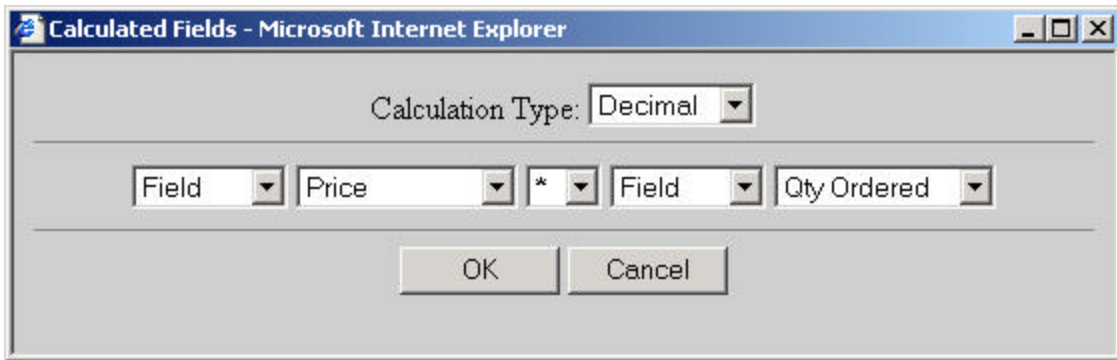 Calculated Fields - Microsoft Internet Explorer
Calculation Type: Decimal
Field Price * Field Qty Ordered
OK Cancel